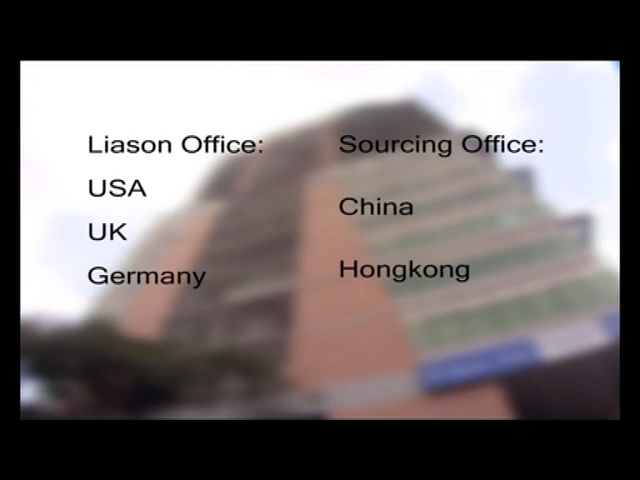 Liason Office:
USA
UK
Germany
Sourcing Office:
China
Hongkong